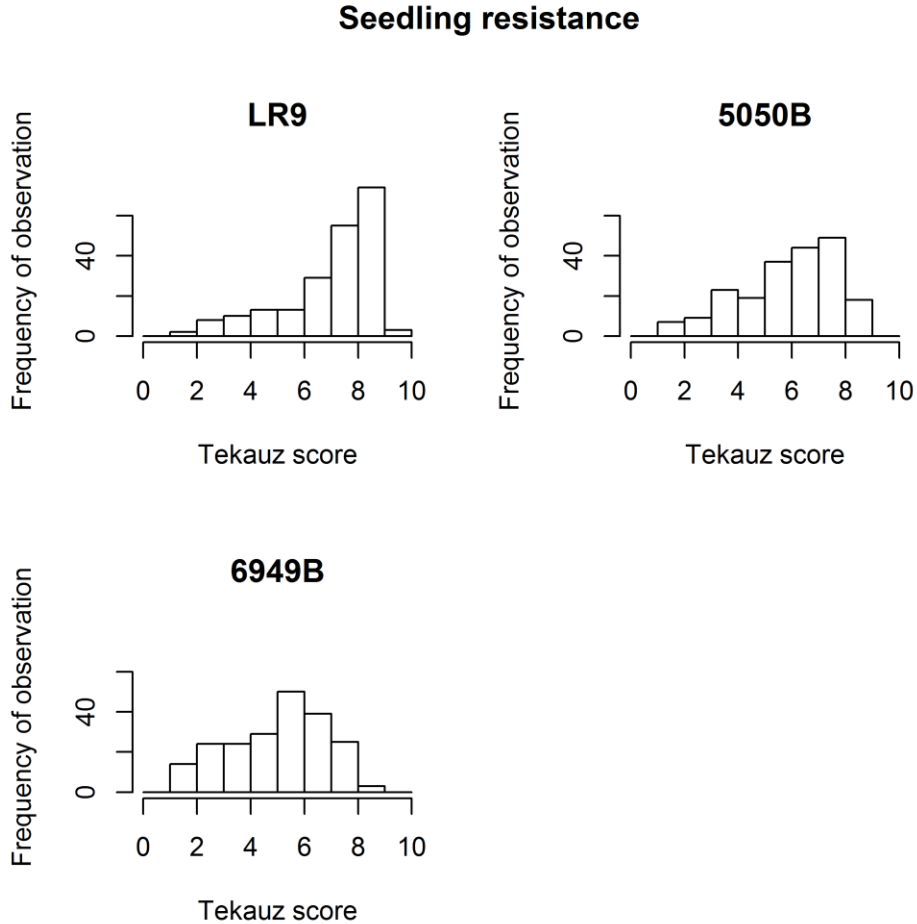 Seedling resistance
LR9
Frequency of observation
40
0
0 2 4 6 8 10
Tekauz score
5050B
Frequency of observation
40
0
0 2 4 6 8 10
Tekauz score
6949B
Frequency of observation
40
0
0 2 4 6 8 10
Tekauz score